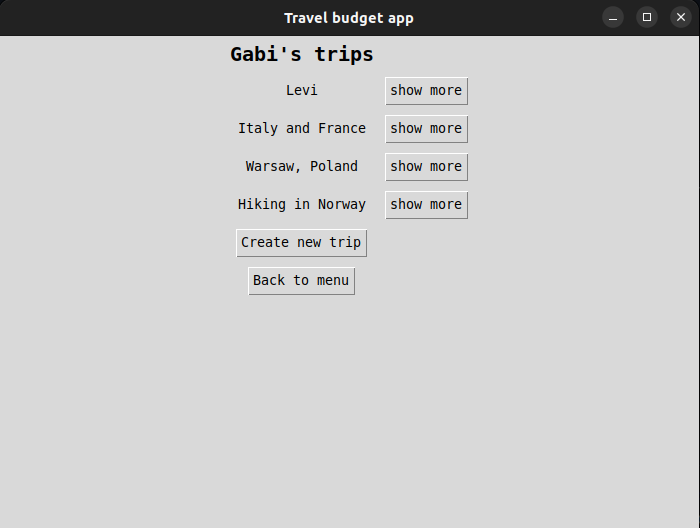 Travel budget app
Gabi's trips
Levi show more
Italy and France show more
Warsaw, Poland show more
Hiking in Norway show more
Create new trip
Back to menu